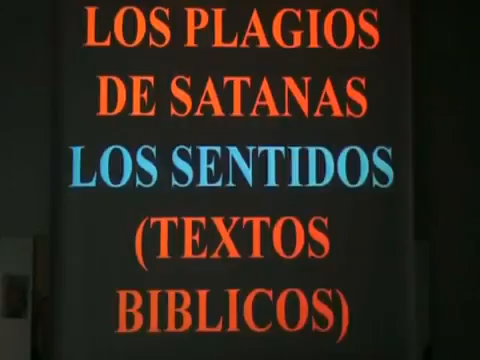 LOS PLAGIOS
DE SATANAS
LOS SENTIDOS
(TEXTOS
BIBLICOS)